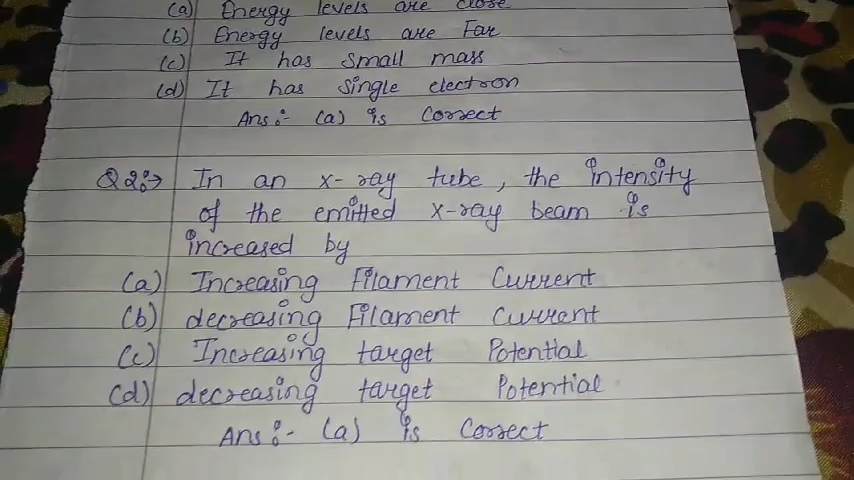 (a) Energy levels are close
(b) Energy levels are Far
(c) It has small mass
(d) It has single electron
Ans:- (a) is Correct
Q2:→ In an x-ray tube, the intensity
of the emitted x-ray beam is
increased by
(a) Increasing Filament Current
(b) decreasing Filament Current
(c) Increasing target Potential
(d) decreasing target Potential
Ans:- (a) is Correct